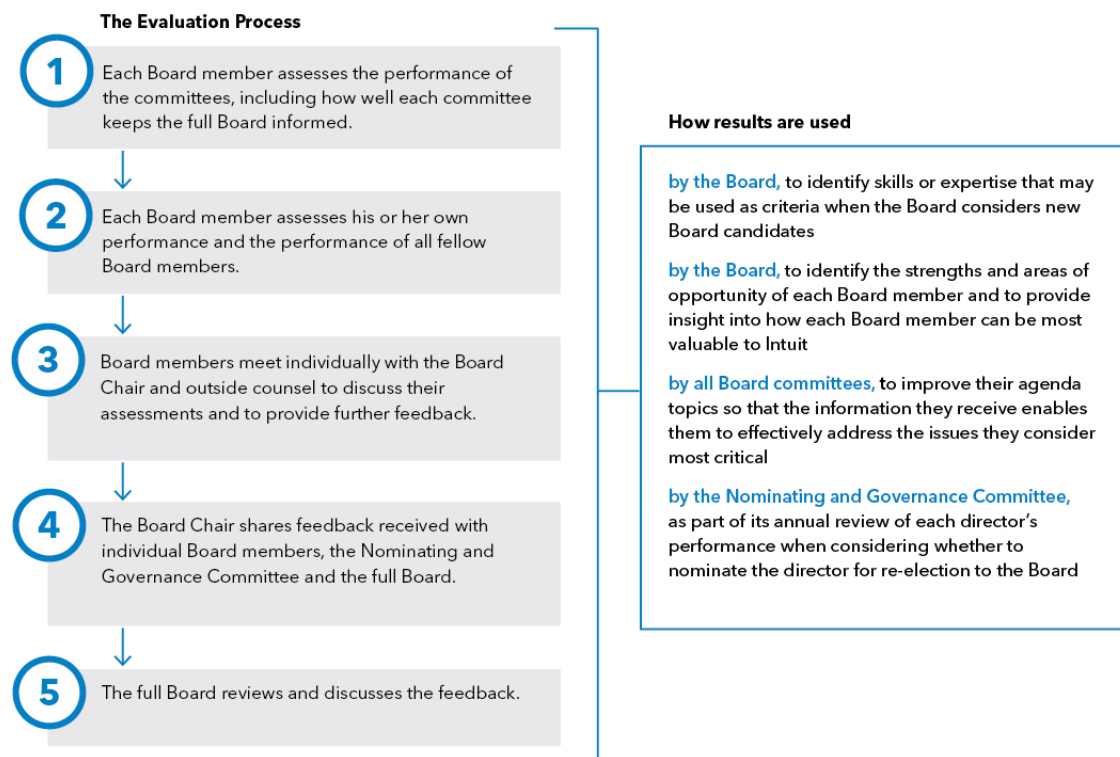 The Evaluation Process
1
Each Board member assesses the performance of
the committees, including how well each committee
keeps the full Board informed.
2
Each Board member assesses his or her own
performance and the performance of all fellow
Board members.
3
Board members meet individually with the Board
Chair and outside counsel to discuss their
assessments and to provide further feedback.
4
The Board Chair shares feedback received with
individual Board members, the Nominating and
Governance Committee and the full Board.
5
The full Board reviews and discusses the feedback.
How results are used
by the Board, to identify skills or expertise that may
be used as criteria when the Board considers new
Board candidates
by the Board, to identify the strengths and areas of
opportunity of each Board member and to provide
insight into how each Board member can be most
valuable to Intuit
by all Board committees, to improve their agenda
topics so that the information they receive enables
them to effectively address the issues they consider
most critical
by the Nominating and Governance Committee,
as part of its annual review of each director's
performance when considering whether to
nominate the director for re-election to the Board